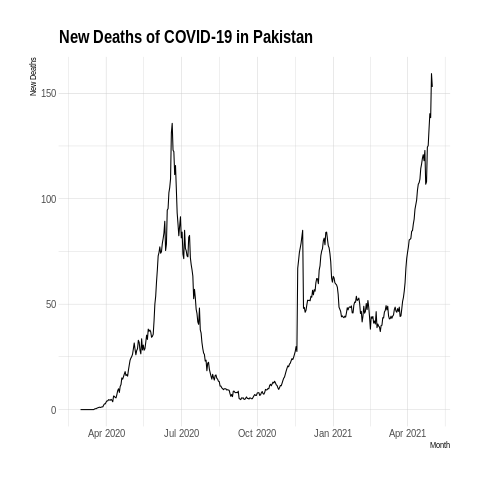 New Deaths of COVID-19 in Pakistan
New Deaths
150
100
50
0
Apr 2020 Jul 2020 Oct 2020 Jan 2021 Apr 2021
Month